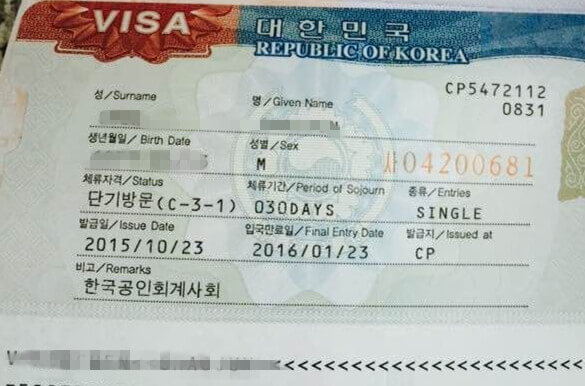 VISA 대한민국
REPUBLIC OF KOREA
CP5472112
0831
성/Surname 명/Given Name
M
생년월일/Birth Date 성별/Sex
M 사04200681
체류자격/Status 체류기간/Period of Sojourn 종류/Entries
단기방문(C-3-1) 030DAYS SINGLE
발급일/Issue Date 입국만료일/Final Entry Date 발급지/Issued at
2015/10/23 2016/01/23 CP
비고/Remarks
한국공인회계사회
<<<<<<<<<<<<<<<<<